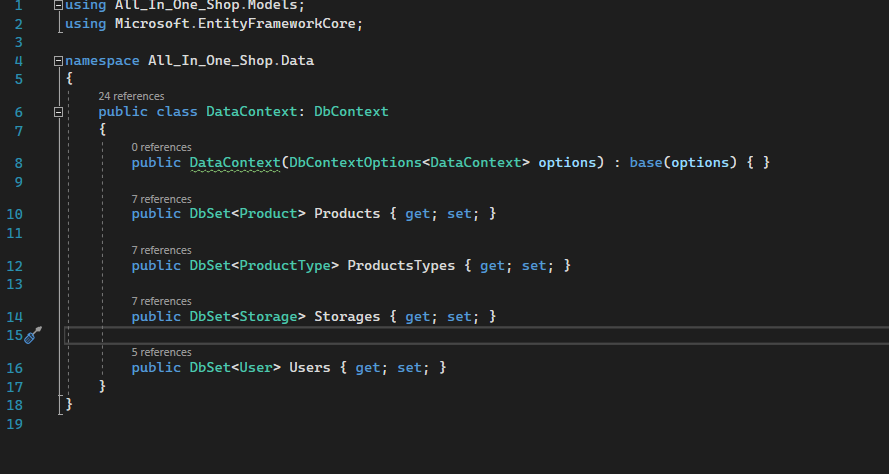 1 using All_In_One_Shop.Models;
2 using Microsoft.EntityFrameworkCore;
3
4 namespace All_In_One_Shop.Data
5 {
24 references
6 public class DataContext: DbContext
7 {
0 references
8 public DataContext(DbContextOptions<DataContext> options) : base(options) { }
9
7 references
10 public DbSet<Product> Products { get; set; }
11
7 references
12 public DbSet<ProductType> ProductsTypes { get; set; }
13
7 references
14 public DbSet<Storage> Storages { get; set; }
15
5 references
16 public DbSet<User> Users { get; set; }
17 }
18 }
19